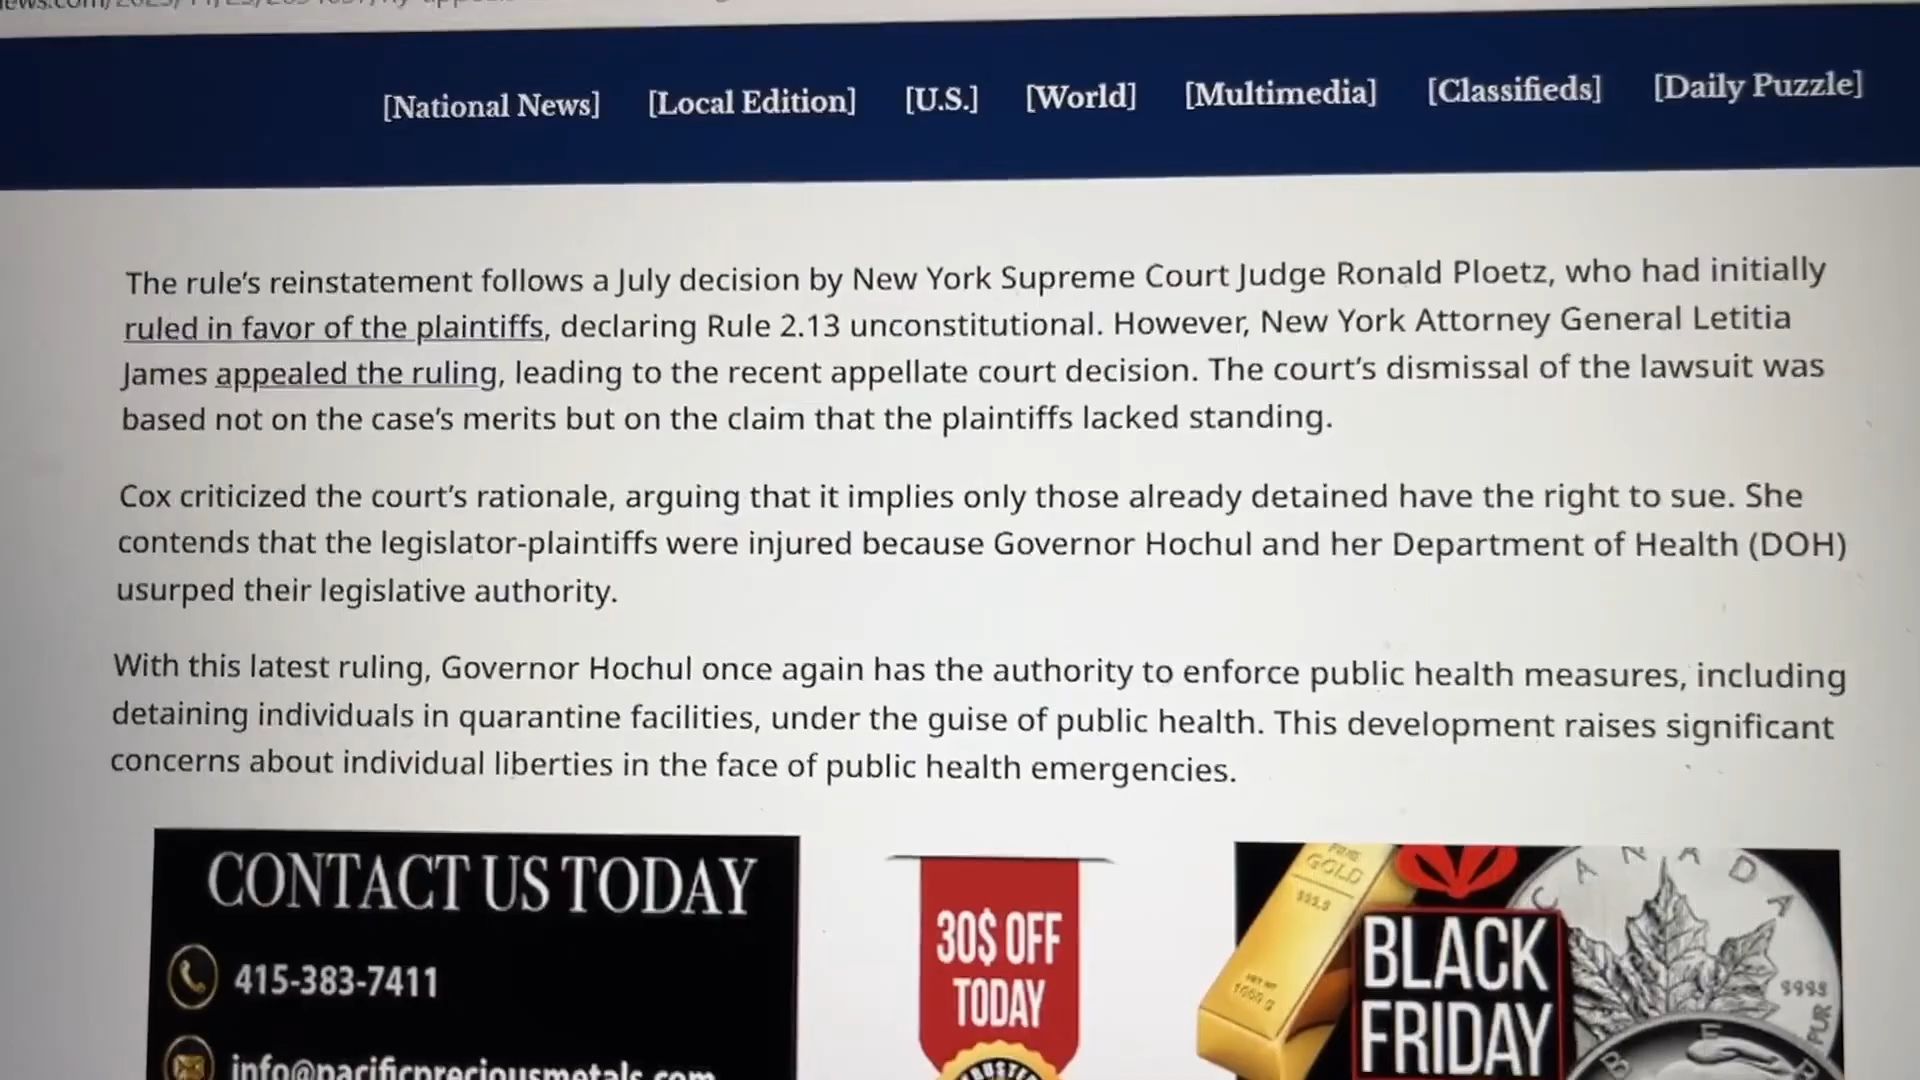 [National News] [Local Edition] [U.S.] [World] [Multimedia] [Classifieds] [Daily Puzzle]
The rule's reinstatement follows a July decision by New York Supreme Court Judge Ronald Ploetz, who had initially
ruled in favor of the plaintiffs, declaring Rule 2.13 unconstitutional. However, New York Attorney General Letitia
James appealed the ruling, leading to the recent appellate court decision. The court's dismissal of the lawsuit was
based not on the case's merits but on the claim that the plaintiffs lacked standing.
Cox criticized the court's rationale, arguing that it implies only those already detained have the right to sue. She
contends that the legislator-plaintiffs were injured because Governor Hochul and her Department of Health (DOH)
usurped their legislative authority.
With this latest ruling, Governor Hochul once again has the authority to enforce public health measures, including
detaining individuals in quarantine facilities, under the guise of public health. This development raises significant
concerns about individual liberties in the face of public health emergencies.
CONTACT US TODAY
415-383-7411
info@pacificpreciousmetals.com
30$ OFF
TODAY
TRUSTED
FINE
GOLD
999.9
NET WT
1000 g
BLACK
FRIDAY
CANADA
9999
PUR